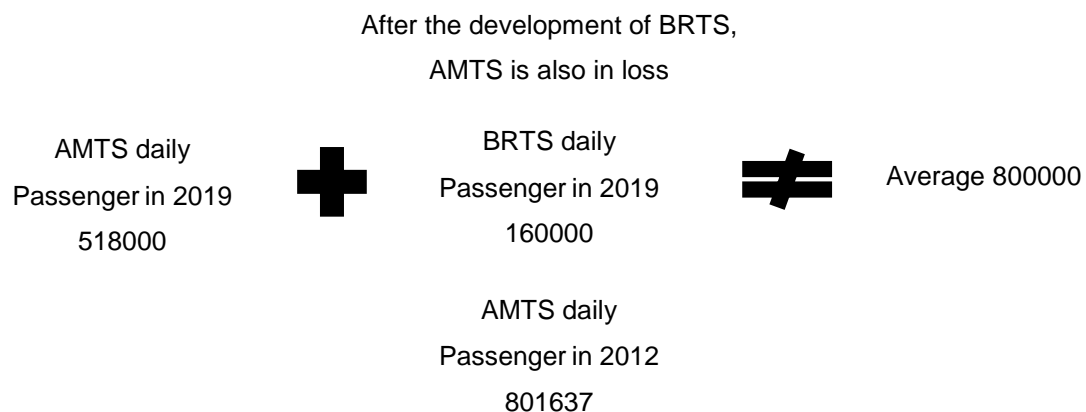 After the development of BRTS,
AMTS is also in loss
AMTS daily
Passenger in 2019
518000
BRTS daily
Passenger in 2019
160000
Average 800000
AMTS daily
Passenger in 2012
801637